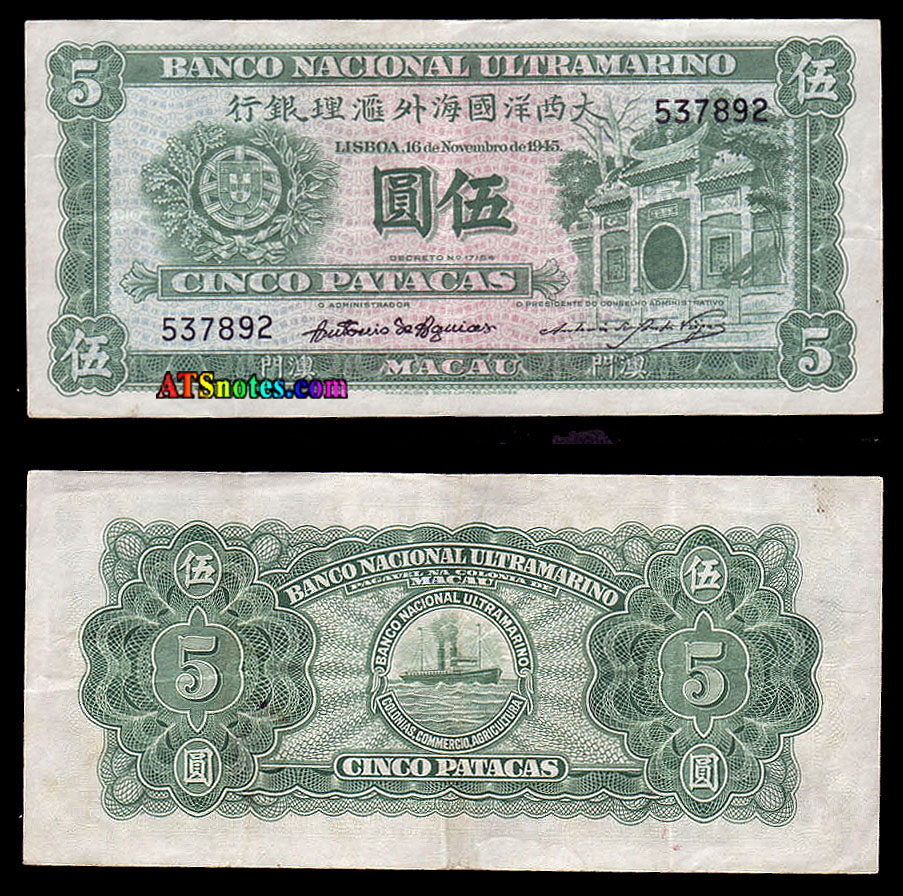 5
BANCO NACIONAL ULTRAMARINO
伍
行銀理滙外海國洋西大
537892
LISBOA, 16 de Novembro de 1945.
圓伍
DECRETO Nº 17154
CINCO PATACAS
O ADMINISTRADOR
O PRESIDENTE DO CONSELHO ADMINISTRATIVO
537892
伍
門澳
MACAU
門澳
5
ATSnotes.com
伍
伍
BANCO NACIONAL ULTRAMARINO
PAGAVEL NA COLONIA DE
MACAU
BANCO NACIONAL ULTRAMARINO
5
5
COLONIAS, COMMERCIO, AGRICULTURA
圓
CINCO PATACAS
圓